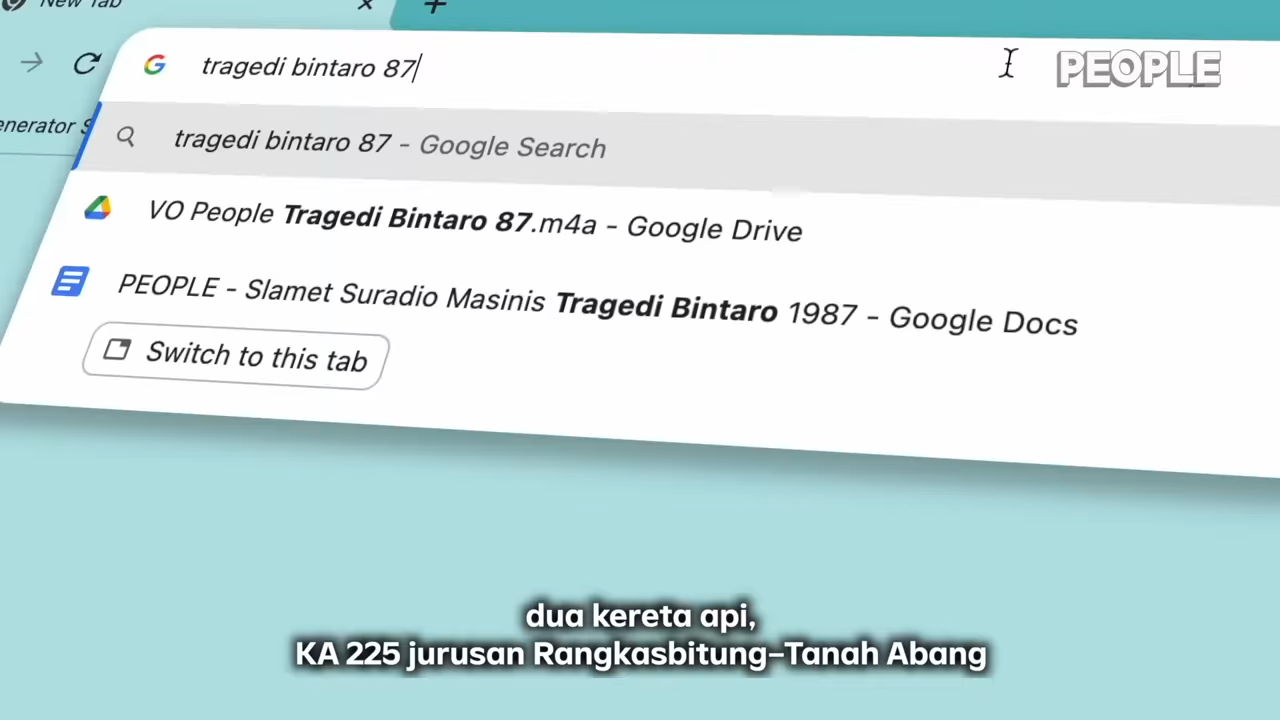 New Tab
tragedi bintaro 87
PEOPLE
enerator S
tragedi bintaro 87 - Google Search
VO People Tragedi Bintaro 87.m4a - Google Drive
PEOPLE - Slamet Suradio Masinis Tragedi Bintaro 1987 - Google Docs
Switch to this tab
dua kereta api,
KA 225 jurusan Rangkasbitung–Tanah Abang